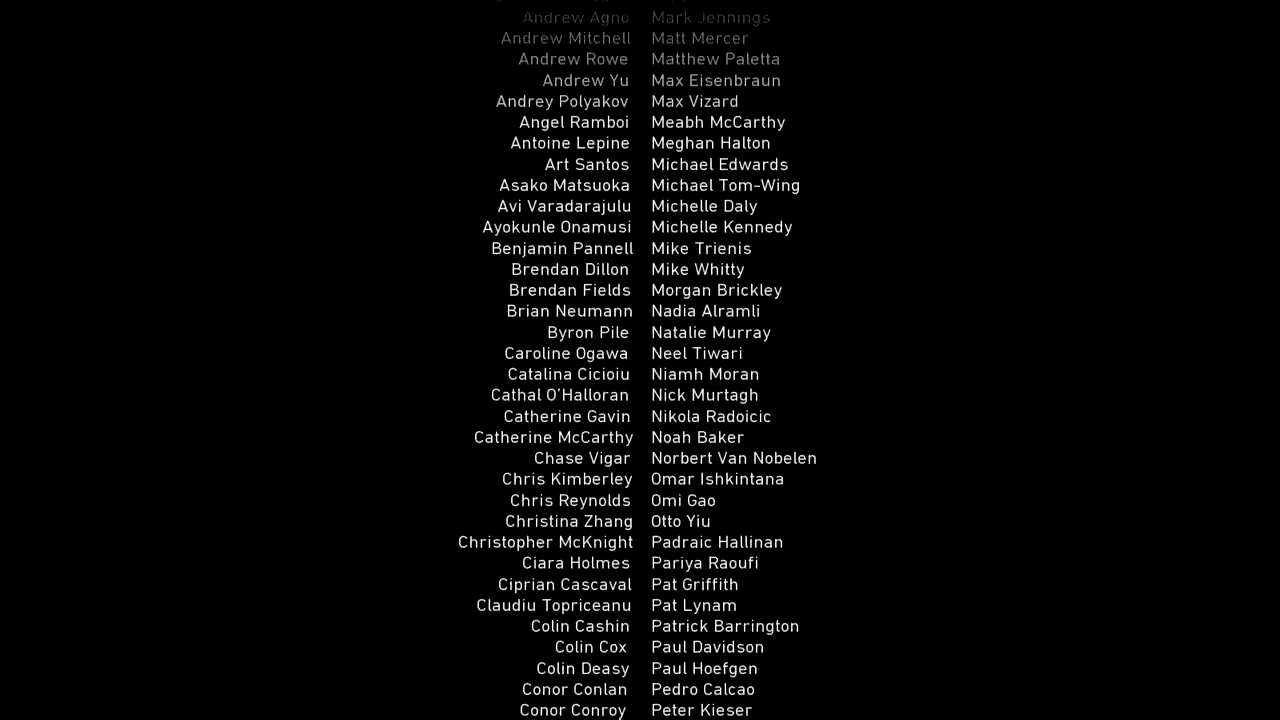 Andrew Agno Mark Jennings
Andrew Mitchell Matt Mercer
Andrew Rowe Matthew Paletta
Andrew Yu Max Eisenbraun
Andrey Polyakov Max Vizard
Angel Ramboi Meabh McCarthy
Antoine Lepine Meghan Halton
Art Santos Michael Edwards
Asako Matsuoka Michael Tom-Wing
Avi Varadarajulu Michelle Daly
Ayokunle Onamusi Michelle Kennedy
Benjamin Pannell Mike Trienis
Brendan Dillon Mike Whitty
Brendan Fields Morgan Brickley
Brian Neumann Nadia Alramli
Byron Pile Natalie Murray
Caroline Ogawa Neel Tiwari
Catalina Cicioiu Niamh Moran
Cathal O'Halloran Nick Murtagh
Catherine Gavin Nikola Radoicic
Catherine McCarthy Noah Baker
Chase Vigar Norbert Van Nobelen
Chris Kimberley Omar Ishkintana
Chris Reynolds Omi Gao
Christina Zhang Otto Yiu
Christopher McKnight Padraic Hallinan
Ciara Holmes Pariya Raoufi
Ciprian Cascaval Pat Griffith
Claudiu Topriceanu Pat Lynam
Colin Cashin Patrick Barrington
Colin Cox Paul Davidson
Colin Deasy Paul Hoefgen
Conor Conlan Pedro Calcao
Conor Conroy Peter Kieser